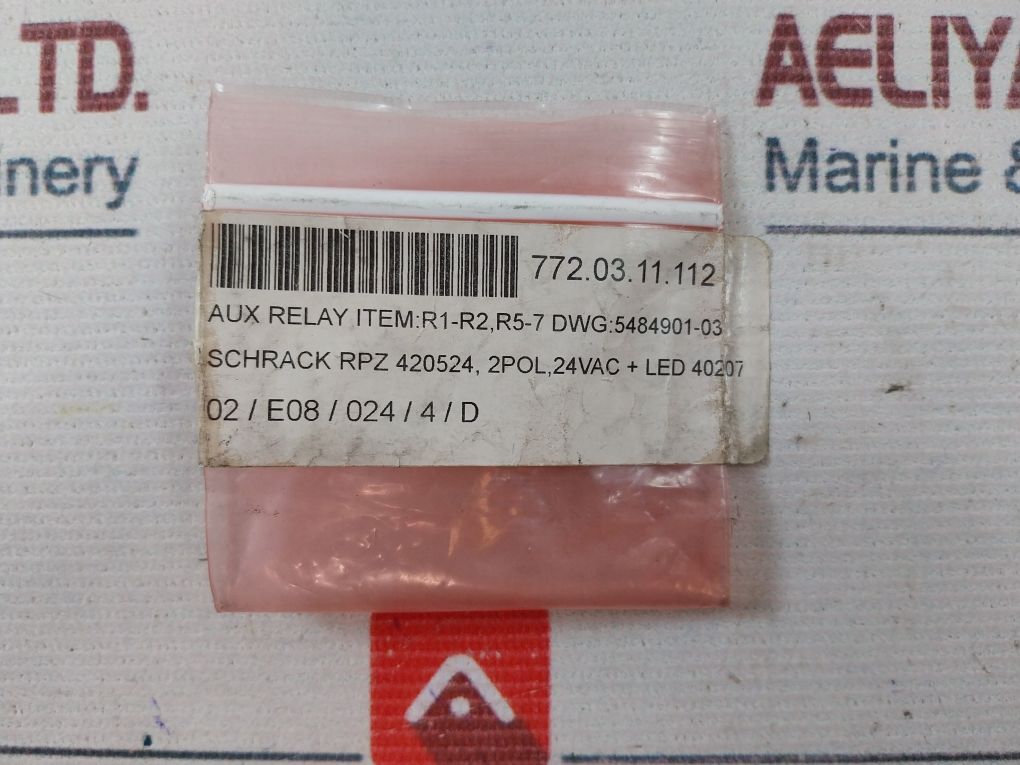 LTD.
AELIYA
inery
Marine &
772.03.11.112
AUX RELAY ITEM:R1-R2,R5-7 DWG:5484901-03
SCHRACK RPZ 420524, 2POL,24VAC + LED 40207
02 / E08 / 024 / 4 / D